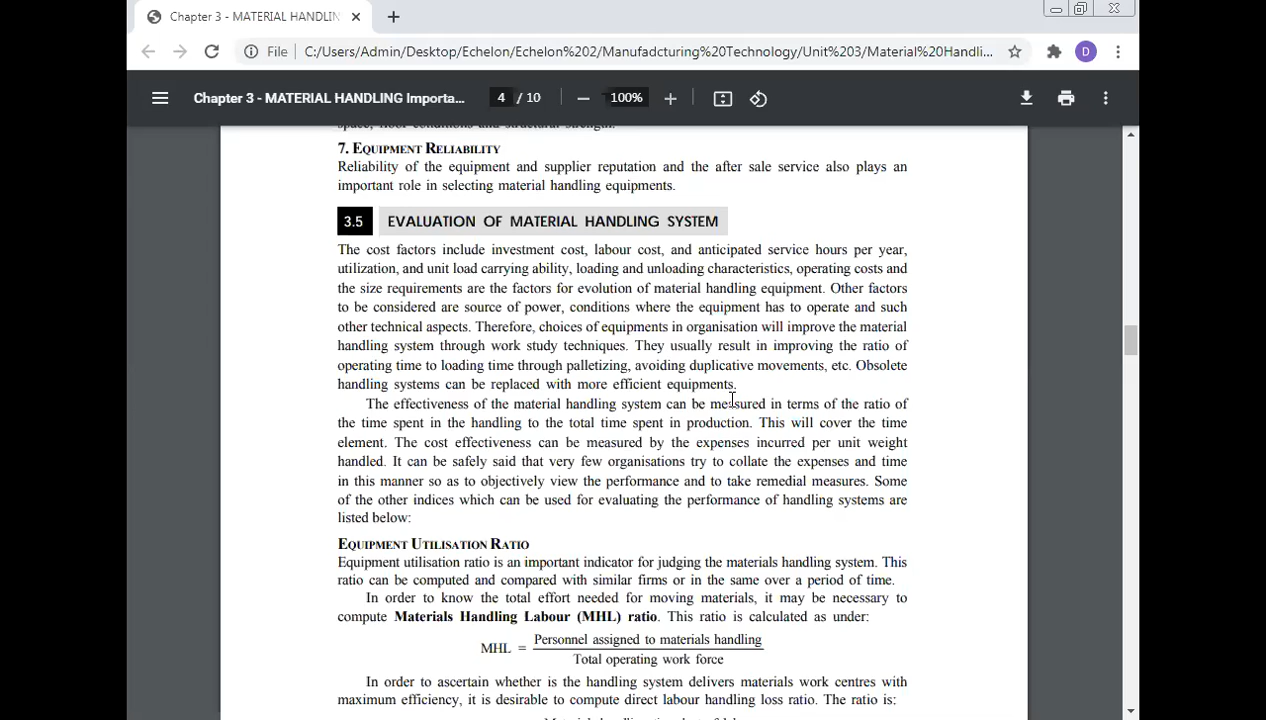 Chapter 3 - MATERIAL HANDLIN
File C:/Users/Admin/Desktop/Echelon/Echelon%202/Manufadcturing%20Technology/Unit%203/Material%20Handli... D
Chapter 3 - MATERIAL HANDLING Importa... 4 / 10 100%
space, floor conditions and structural strength.
7. EQUIPMENT RELIABILITY
Reliability of the equipment and supplier reputation and the after sale service also plays an
important role in selecting material handling equipments.
3.5 EVALUATION OF MATERIAL HANDLING SYSTEM
The cost factors include investment cost, labour cost, and anticipated service hours per year,
utilization, and unit load carrying ability, loading and unloading characteristics, operating costs and
the size requirements are the factors for evolution of material handling equipment. Other factors
to be considered are source of power, conditions where the equipment has to operate and such
other technical aspects. Therefore, choices of equipments in organisation will improve the material
handling system through work study techniques. They usually result in improving the ratio of
operating time to loading time through palletizing, avoiding duplicative movements, etc. Obsolete
handling systems can be replaced with more efficient equipments.
The effectiveness of the material handling system can be measured in terms of the ratio of
the time spent in the handling to the total time spent in production. This will cover the time
element. The cost effectiveness can be measured by the expenses incurred per unit weight
handled. It can be safely said that very few organisations try to collate the expenses and time
in this manner so as to objectively view the performance and to take remedial measures. Some
of the other indices which can be used for evaluating the performance of handling systems are
listed below:
EQUIPMENT UTILISATION RATIO
Equipment utilisation ratio is an important indicator for judging the materials handling system. This
ratio can be computed and compared with similar firms or in the same over a period of time.
In order to know the total effort needed for moving materials, it may be necessary to
compute Materials Handling Labour (MHL) ratio. This ratio is calculated as under:
MHL = Personnel assigned to materials handling
Total operating work force
In order to ascertain whether is the handling system delivers materials work centres with
maximum efficiency, it is desirable to compute direct labour handling loss ratio. The ratio is: